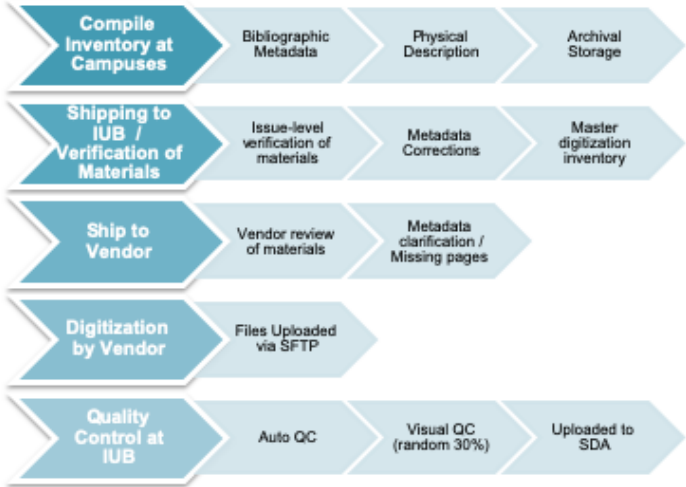 Compile
Inventory at
Campuses
Bibliographic
Metadata
Physical
Description
Archival
Storage
Shipping to
IUB /
Verification of
Materials
Issue-level
verification of
materials
Metadata
Corrections
Master
digitization
inventory
Ship to
Vendor
Vendor review
of materials
Metadata
clarification /
Missing pages
Digitization
by Vendor
Files Uploaded
via SFTP
Quality
Control at
IUB
Auto QC
Visual QC
(random 30%)
Uploaded to
SDA